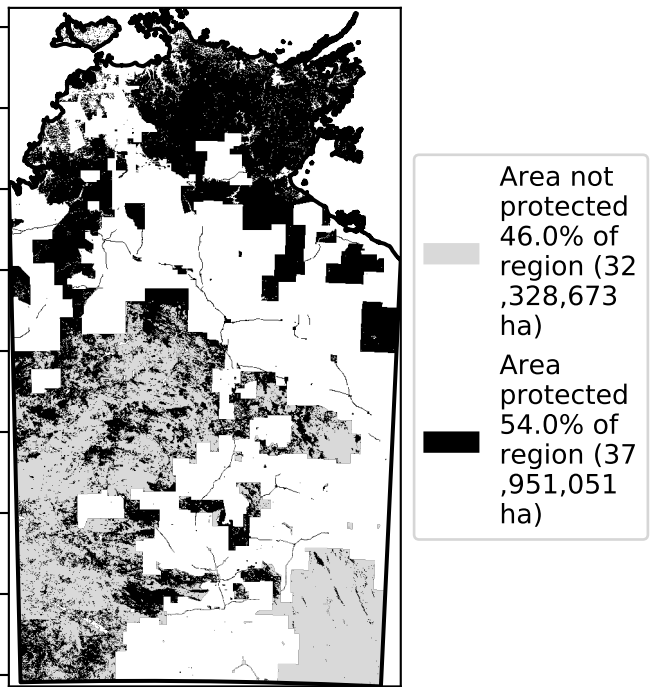 Area not
protected
46.0% of
region (32
,328,673
ha)
Area
protected
54.0% of
region (37
,951,051
ha)